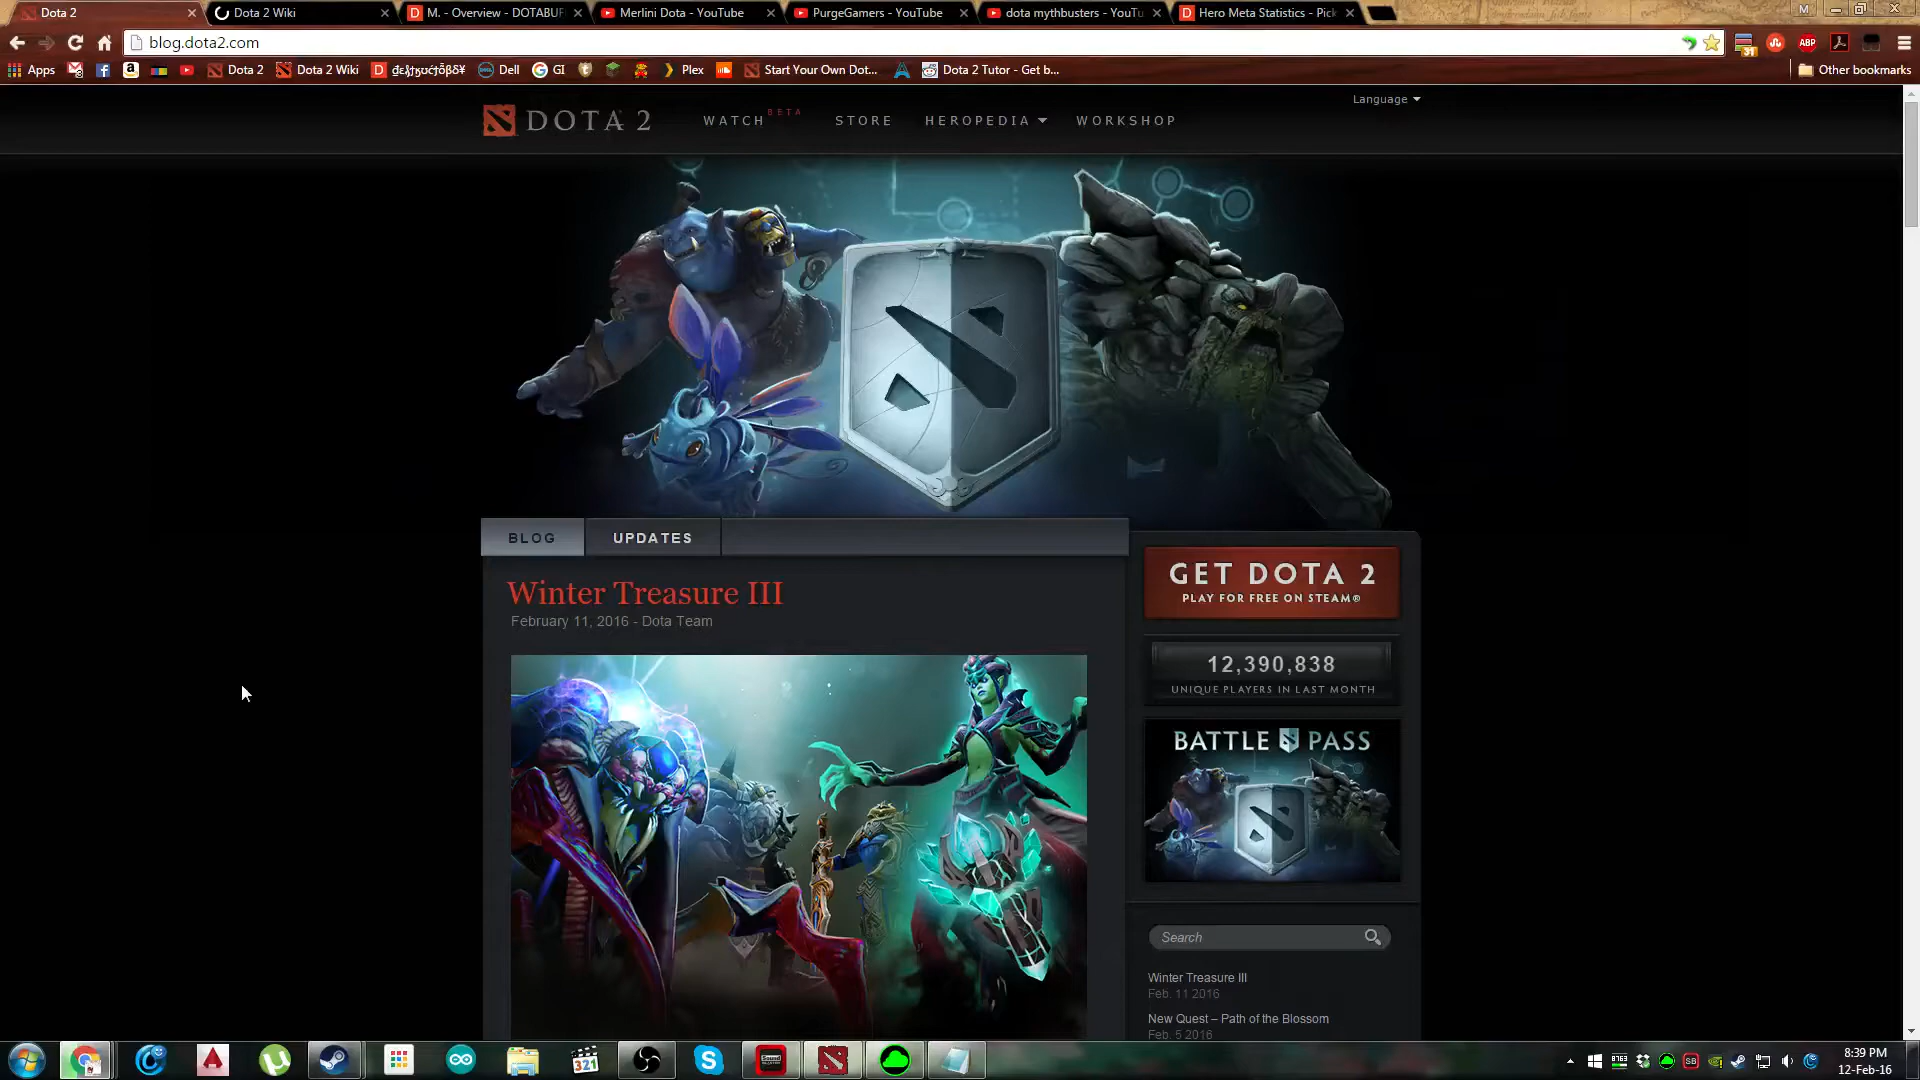 Dota 2
Dota 2 Wiki
M. - Overview - DOTABUF
Merlini Dota - YouTube
PurgeGamers - YouTube
dota mythbusters - YouTu
Hero Meta Statistics - Pick
M
blog.dota2.com
31
ABP
Apps
Dota 2
Dota 2 Wiki
Dell
GI
Plex
Start Your Own Dot...
Dota 2 Tutor - Get b...
Other bookmarks
Language
DOTA 2
WATCH BETA
STORE
HEROPEDIA
WORKSHOP
BLOG
UPDATES
GET DOTA 2
PLAY FOR FREE ON STEAM®
Winter Treasure III
February 11, 2016 - Dota Team
12,390,838
UNIQUE PLAYERS IN LAST MONTH
BATTLE PASS
Search
Winter Treasure III
Feb. 11 2016
New Quest – Path of the Blossom
Feb. 5 2016
321
8:39 PM
12-Feb-16